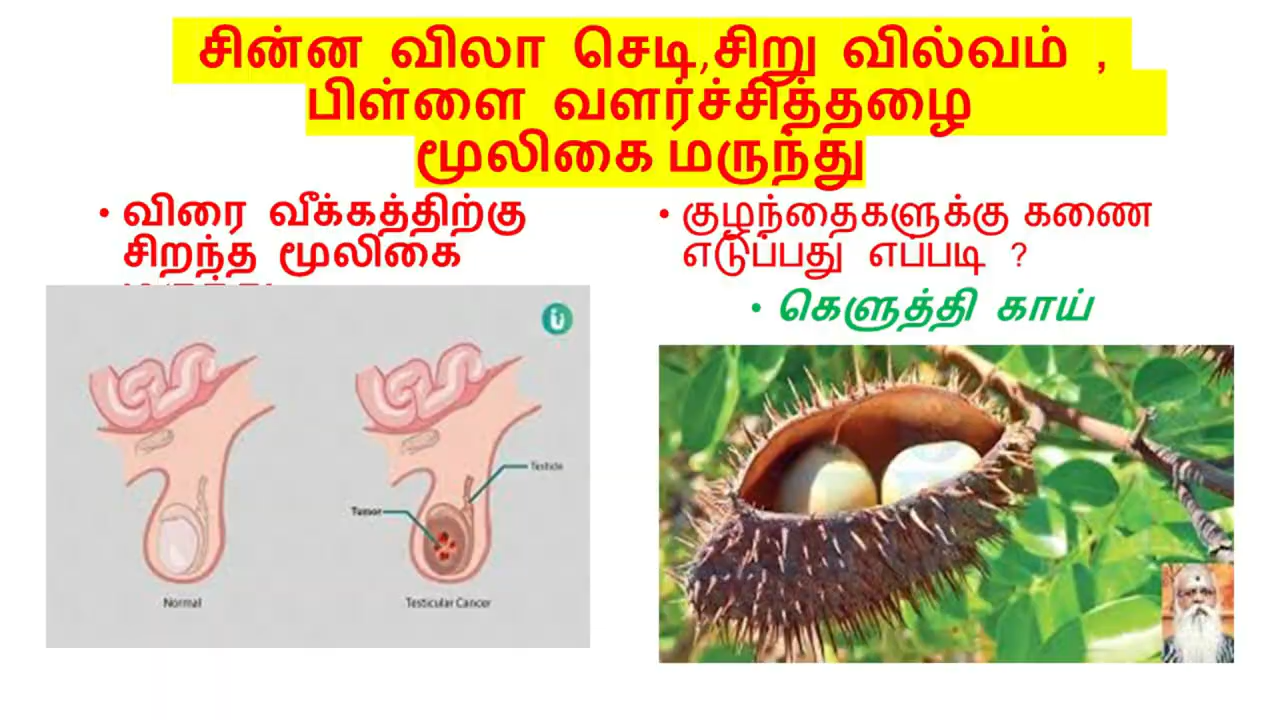 சின்ன விலா செடி,சிறு வில்வம் ,
பிள்ளை வளர்ச்சித்தழை
மூலிகை மருந்து
• விரை வீக்கத்திற்கு
சிறந்த மூலிகை
• குழந்தைகளுக்கு கணை
எடுப்பது எப்படி ?
• கெளுத்தி காய்
Testicle
Tumor
Normal
Testicular Cancer